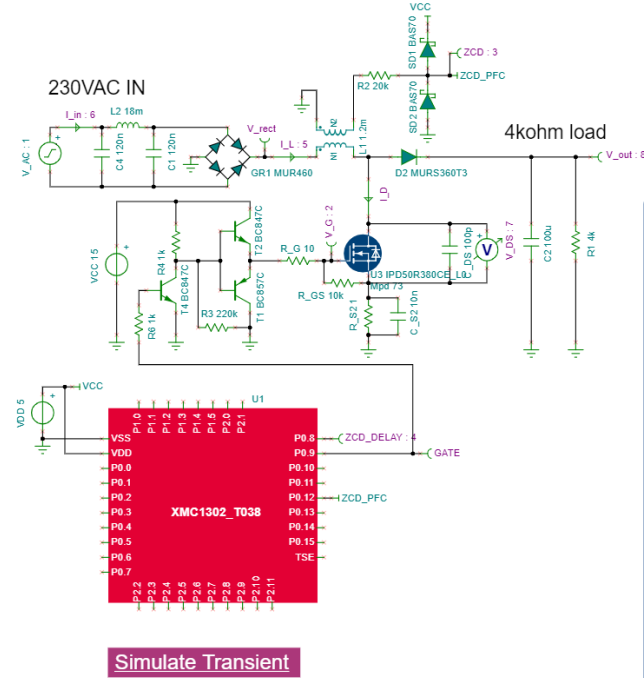 VCC
SD1 BAS70
ZCD : 3
ZCD_PFC
R2 20k
SD2 BAS70
230VAC IN
4kohm load
I_in : 6
L2 18m
V_AC : 1
C4 120n
C1 120n
GR1 MUR460
V_rect
I_L : 5
N2
N1
L1 1.2m
D2 MURS360T3
V_out : 8
I_D
VCC 15
R4 1k
T2 BC847C
T4 BC847C
T1 BC857C
R3 220k
R6 1k
R_G 10
V_G : 2
R_GS 10k
U3 IPD50R380CE_L0
Mpd 73
C_DS 100p
V
V_DS : 7
R_S2 1
C_S2 10n
C2 100u
R1 4k
VDD 5
VCC
U1
P1.0
P1.1
P1.2
P1.3
P1.4
P1.5
P2.0
P2.1
VSS
VDD
P0.0
P0.1
P0.2
P0.3
P0.4
P0.5
P0.6
P0.7
XMC1302_T038
P0.8
P0.9
P0.10
P0.11
P0.12
P0.13
P0.14
P0.15
TSE
ZCD_DELAY : 4
GATE
ZCD_PFC
P2.2
P2.3
P2.4
P2.5
P2.6
P2.7
P2.8
P2.9
P2.10
P2.11
Simulate Transient